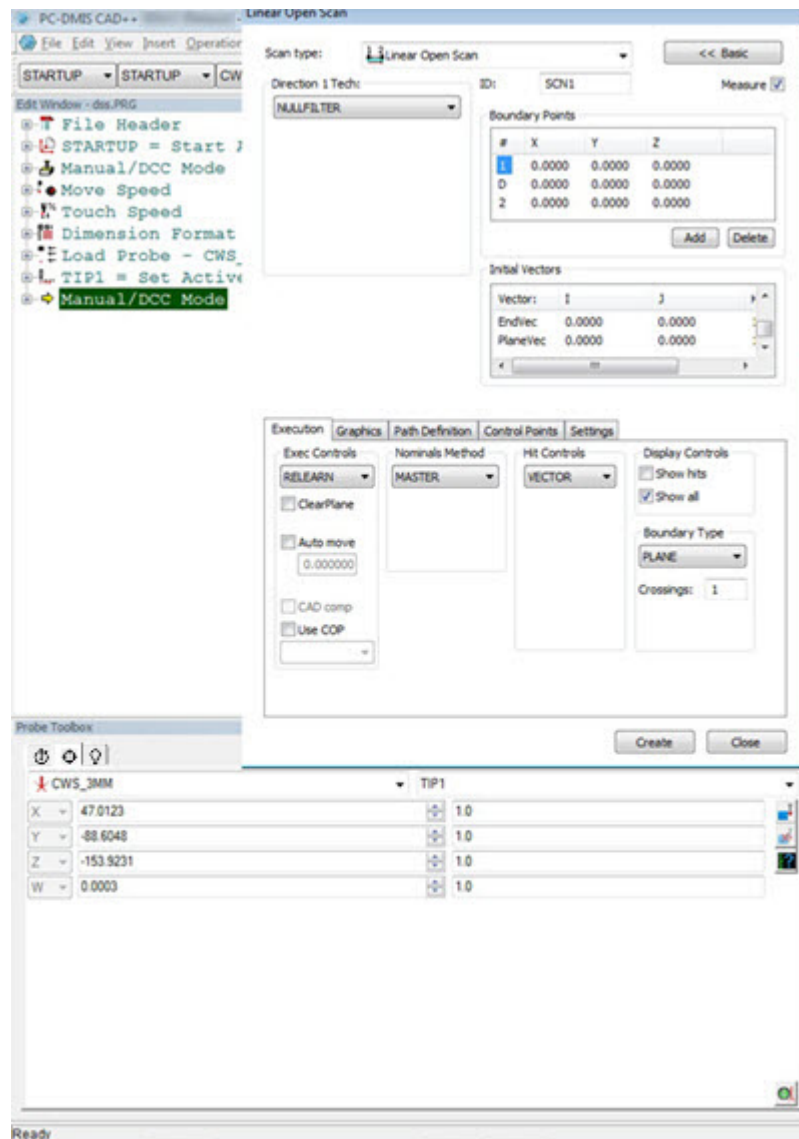 PC-DMIS CAD++
File Edit View Insert Operation
STARTUP STARTUP CW
Edit Window - dss.PRG
File Header
STARTUP = Start
Manual/DCC Mode
Move Speed
Touch Speed
Dimension Format
Load Probe - CWS_
TIP1 = Set Active
Manual/DCC Mode
Linear Open Scan
Scan type: Linear Open Scan << Basic
Direction 1 Tech: ID: SCN1 Measure
NULLFILTER
Boundary Points
# X Y Z
1 0.0000 0.0000 0.0000
D 0.0000 0.0000 0.0000
2 0.0000 0.0000 0.0000
Add Delete
Initial Vectors
Vector: I J
EndVec 0.0000 0.0000
PlaneVec 0.0000 0.0000
Execution Graphics Path Definition Control Points Settings
Exec Controls Nominals Method Hit Controls Display Controls
RELEARN MASTER VECTOR Show hits
ClearPlane Show all
Auto move Boundary Type
0.000000 PLANE
CAD comp Crossings: 1
Use COP
Create Close
Probe Toolbox
CWS_3MM TIP1
X 47.0123 1.0
Y -88.6048 1.0
Z -153.9231 1.0
W 0.0003 1.0
Ready